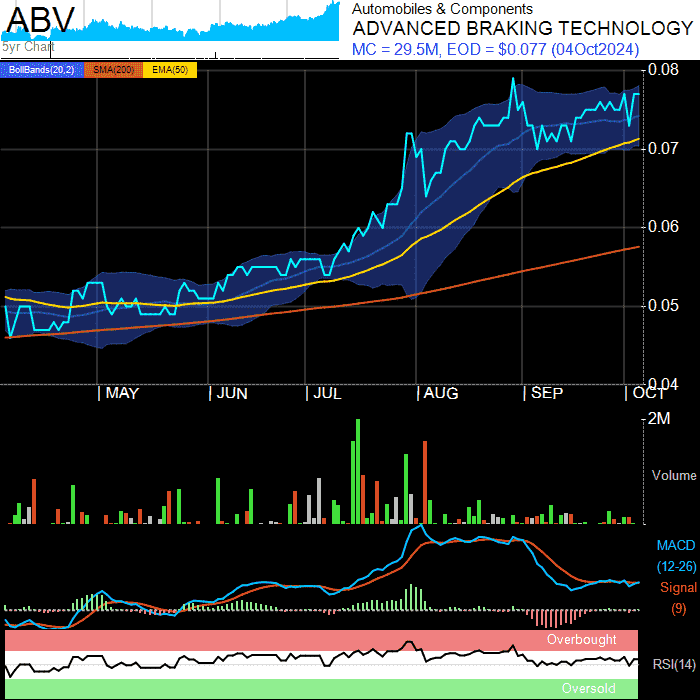 ABV
5yr Chart
Automobiles & Components
ADVANCED BRAKING TECHNOLOGY
MC = 29.5M, EOD = $0.077 (04Oct2024)
BollBands(20,2) SMA(200) EMA(50)
0.08
0.07
0.06
0.05
0.04
| MAY | JUN | JUL | AUG | SEP | OCT
2M
Volume
MACD
(12-26)
Signal
(9)
Overbought
RSI(14)
Oversold